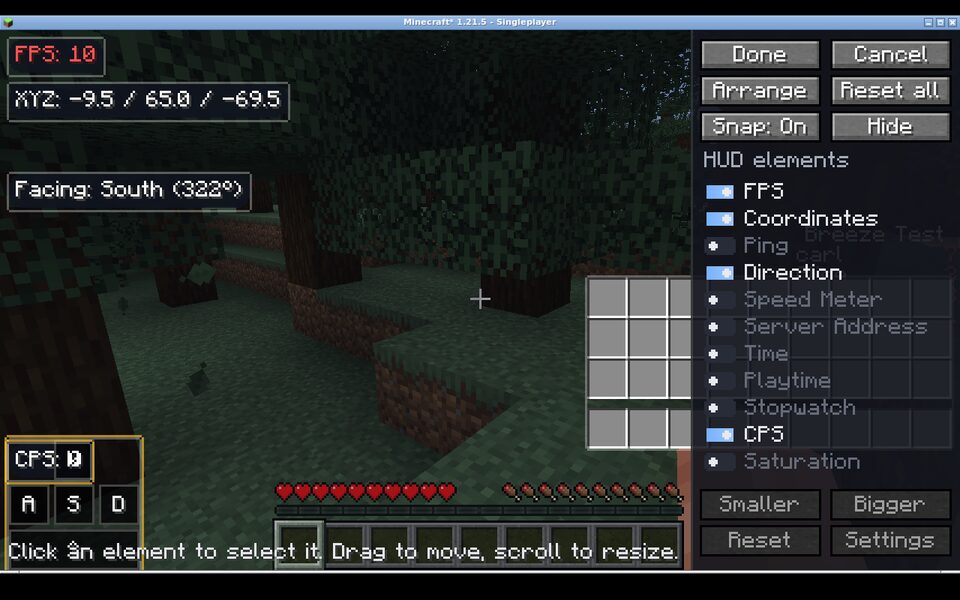 Minecraft* 1.21.5 - Singleplayer
FPS: 10
XYZ: -9.5 / 65.0 / -69.5
Facing: South (322°)
CPS: 0
A S D
Click an element to select it. Drag to move, scroll to resize.
Done Cancel
Arrange Reset all
Snap: On Hide
HUD elements
FPS
Coordinates
Breeze Test
Ping
carl
Direction
Speed Meter
Server Address
Time
Playtime
Stopwatch
CPS
Saturation
Smaller Bigger
Reset Settings